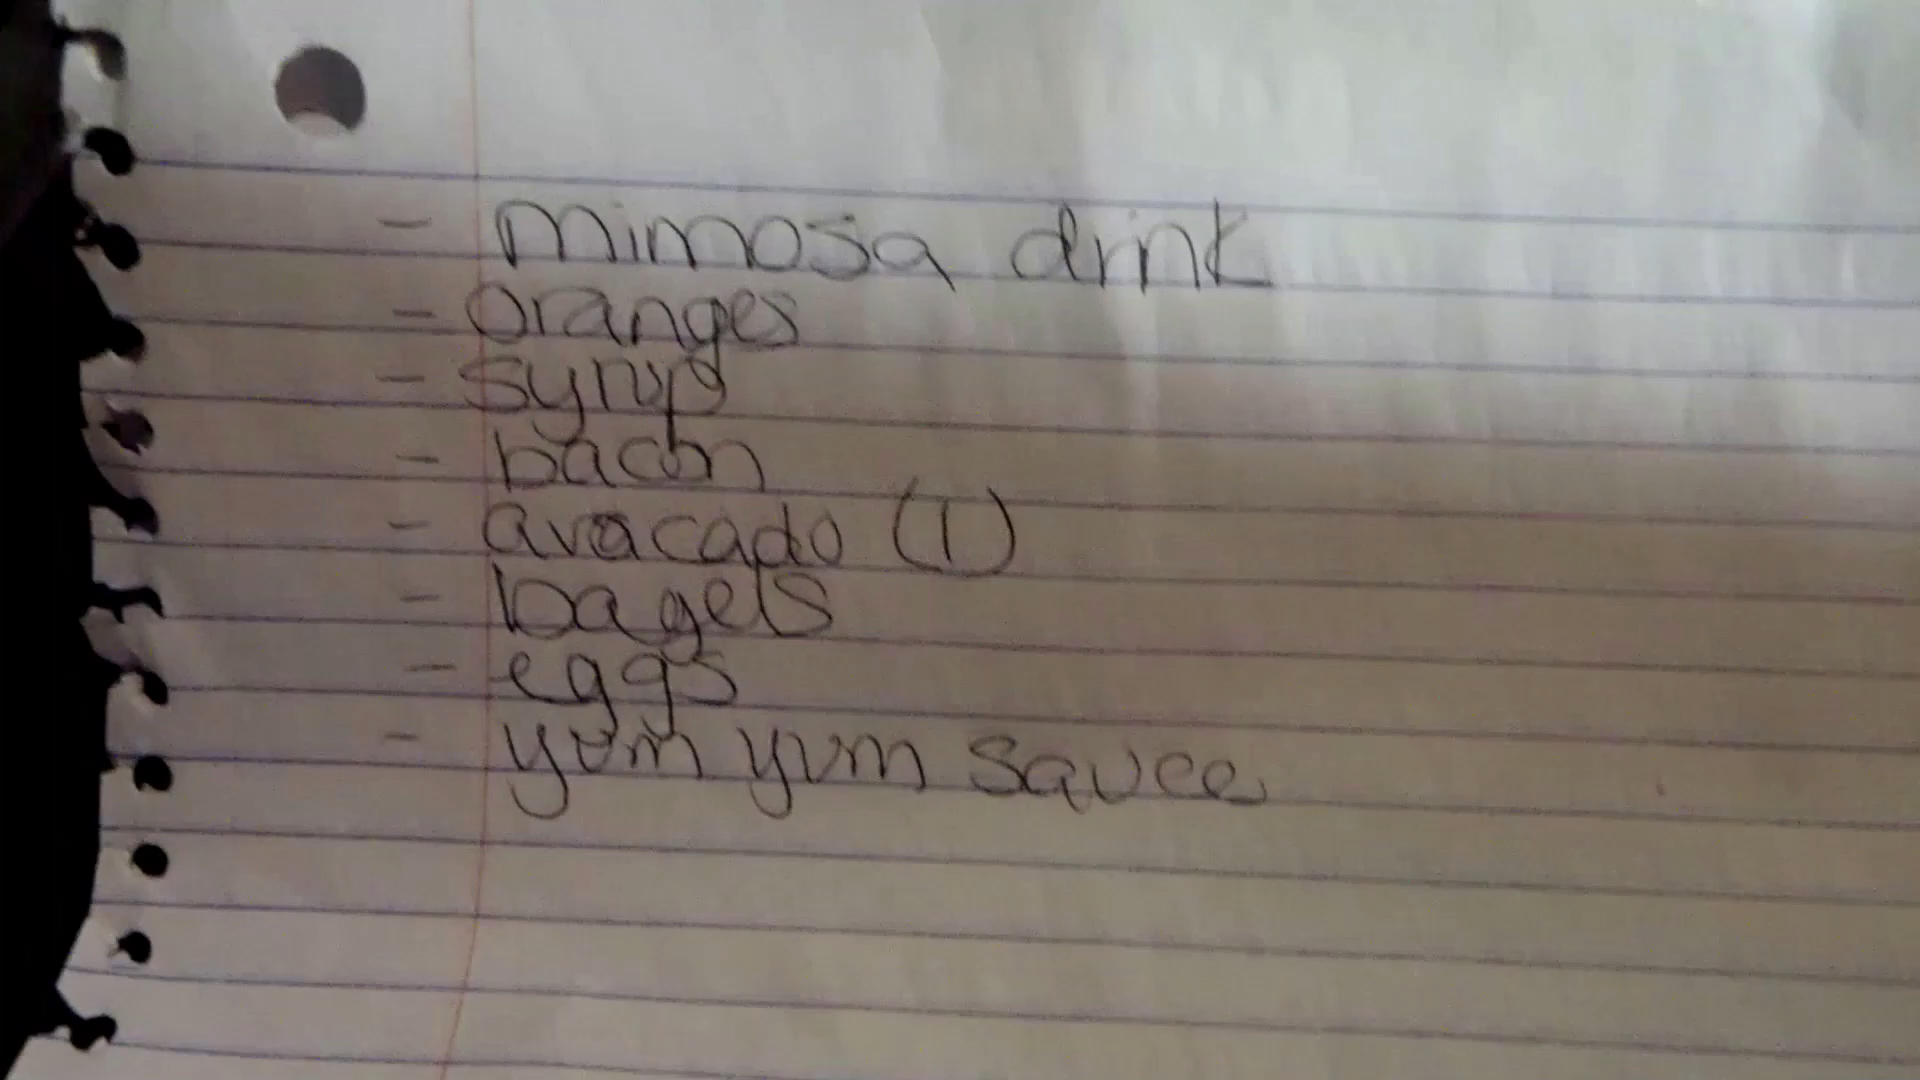 - mimosa drink
- oranges
- syrup
- bacon
- avacado (1)
- bagels
- eggs
- yum yum sauce